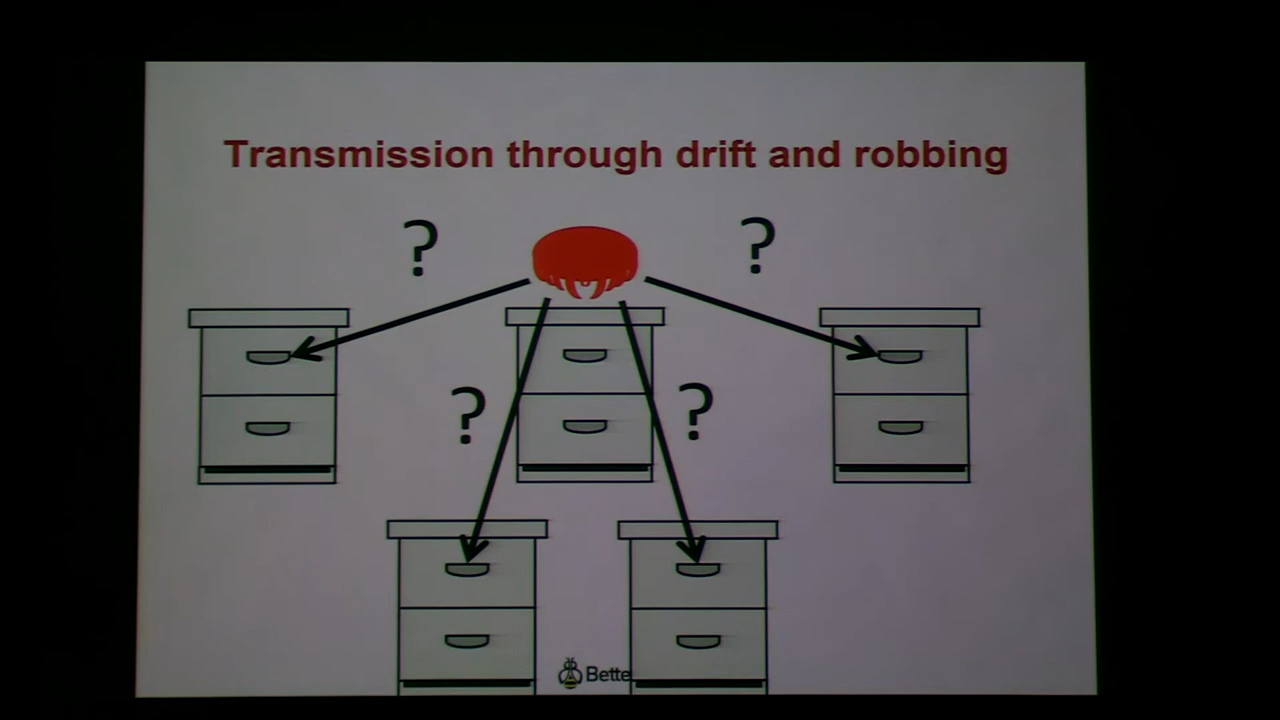 Transmission through drift and robbing
? ?
? ?
Bette